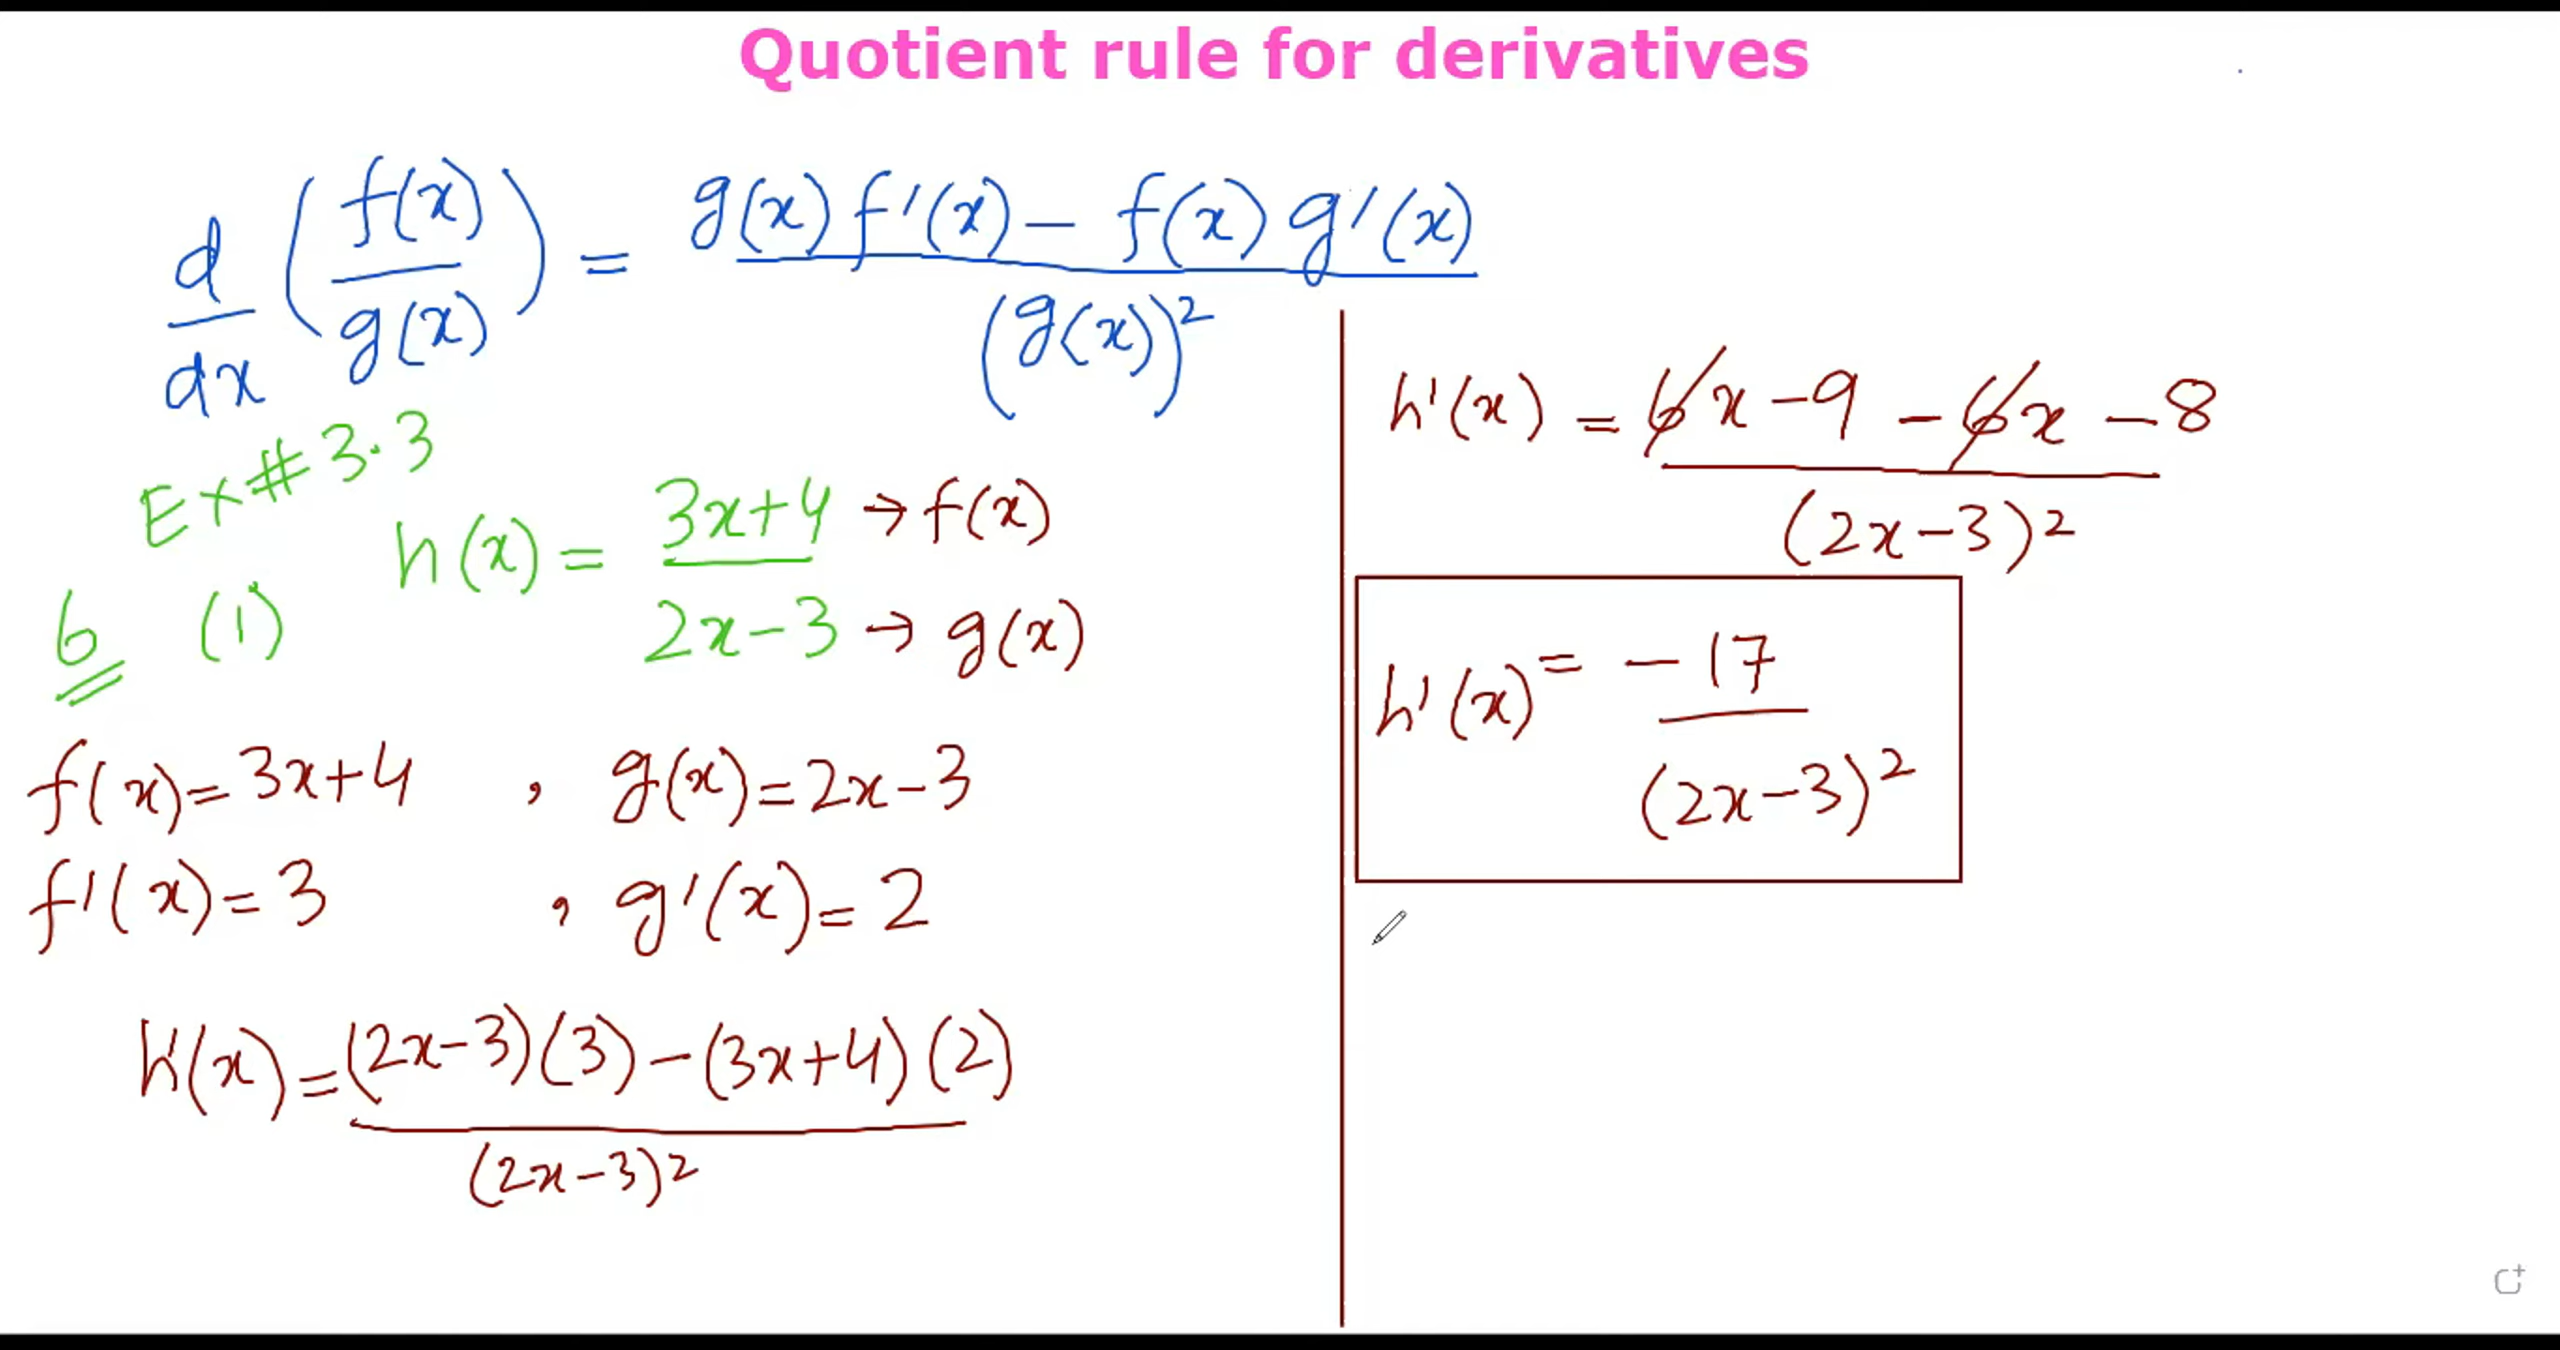 Quotient rule for derivatives
d/dx (f(x)/g(x)) = (g(x) f'(x) − f(x) g'(x))/(g(x))²
Ex# 3.3
6 (1) h(x) = (3x+4 → f(x))/(2x−3 → g(x))
f(x) = 3x+4 , g(x) = 2x−3
f'(x) = 3 , g'(x) = 2
h'(x) = ((2x−3)(3) − (3x+4)(2))/(2x−3)²
h'(x) = (6x − 9 − 6x − 8)/(2x−3)²
h'(x) = −17/(2x−3)²